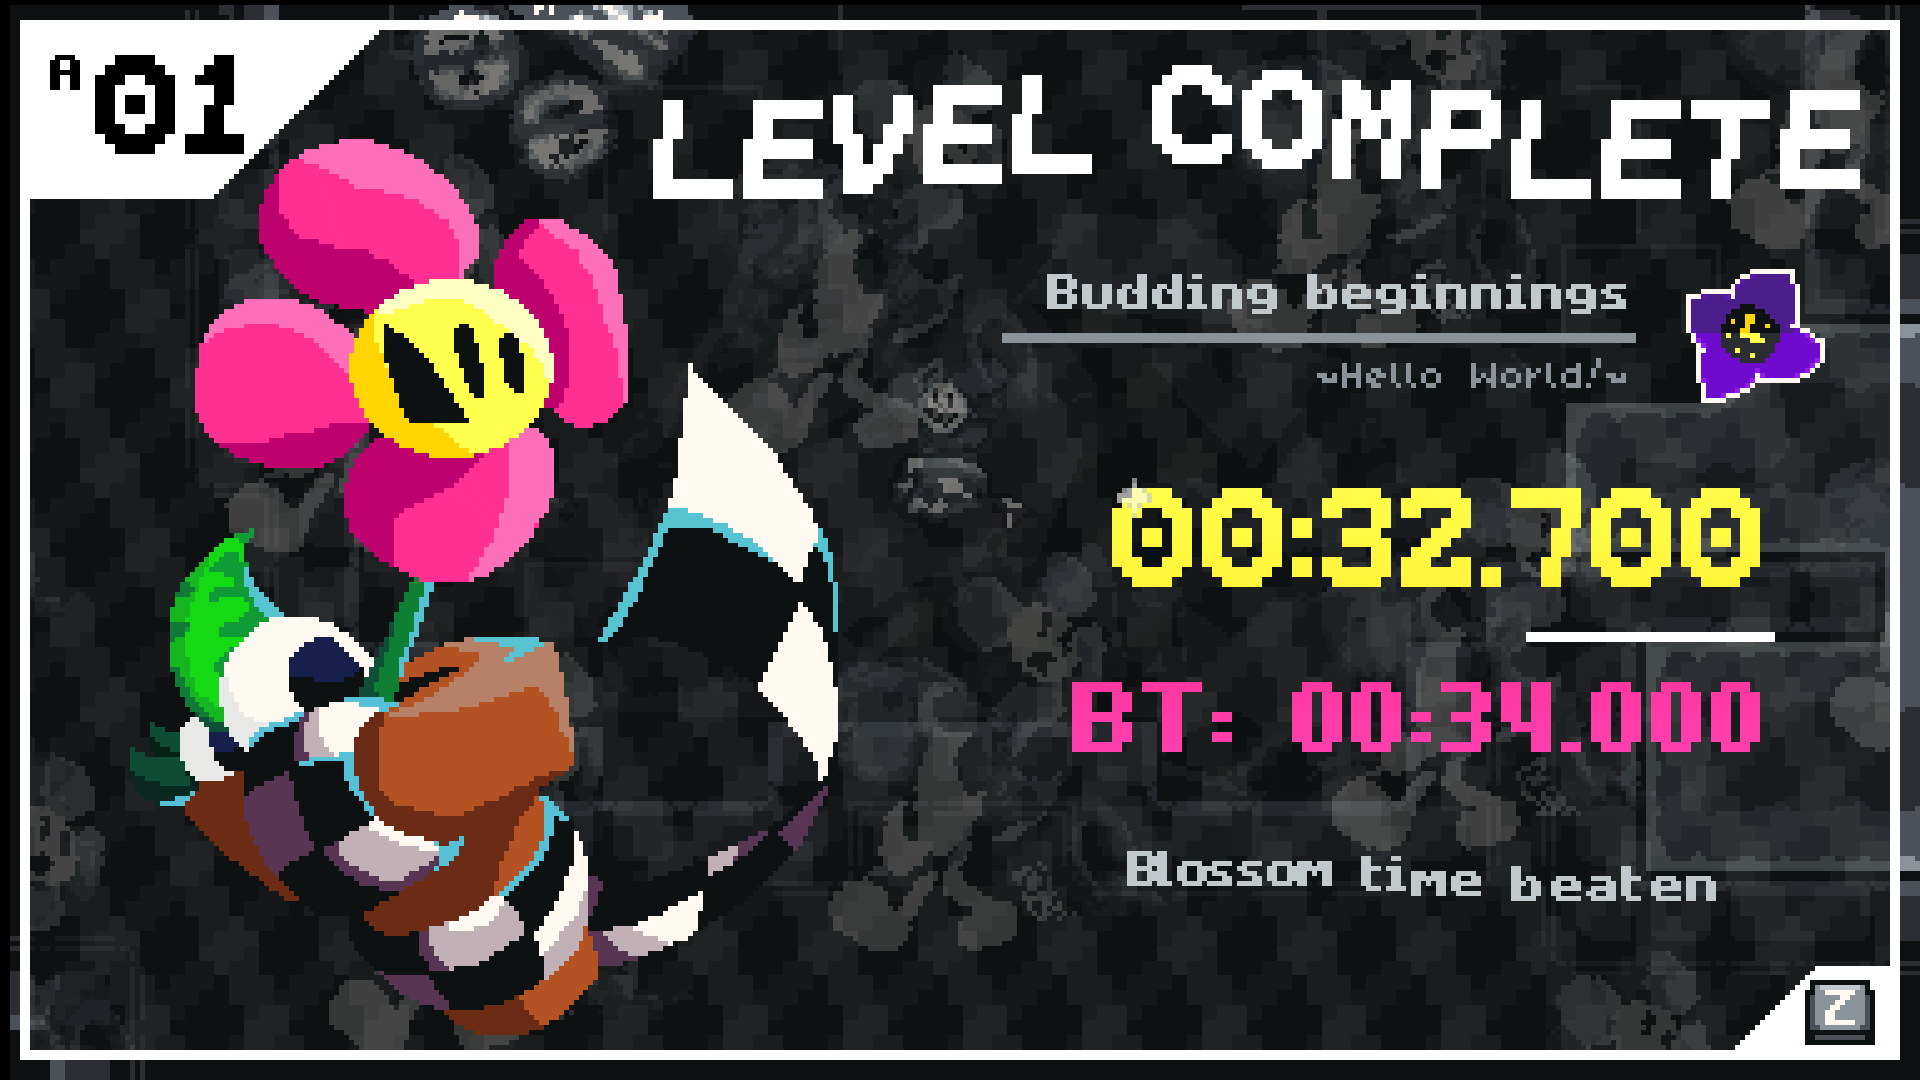 A01
LEVEL COMPLETE
Budding beginnings
~Hello World!~
00:32.700
BT: 00:34.000
Blossom time beaten
Z